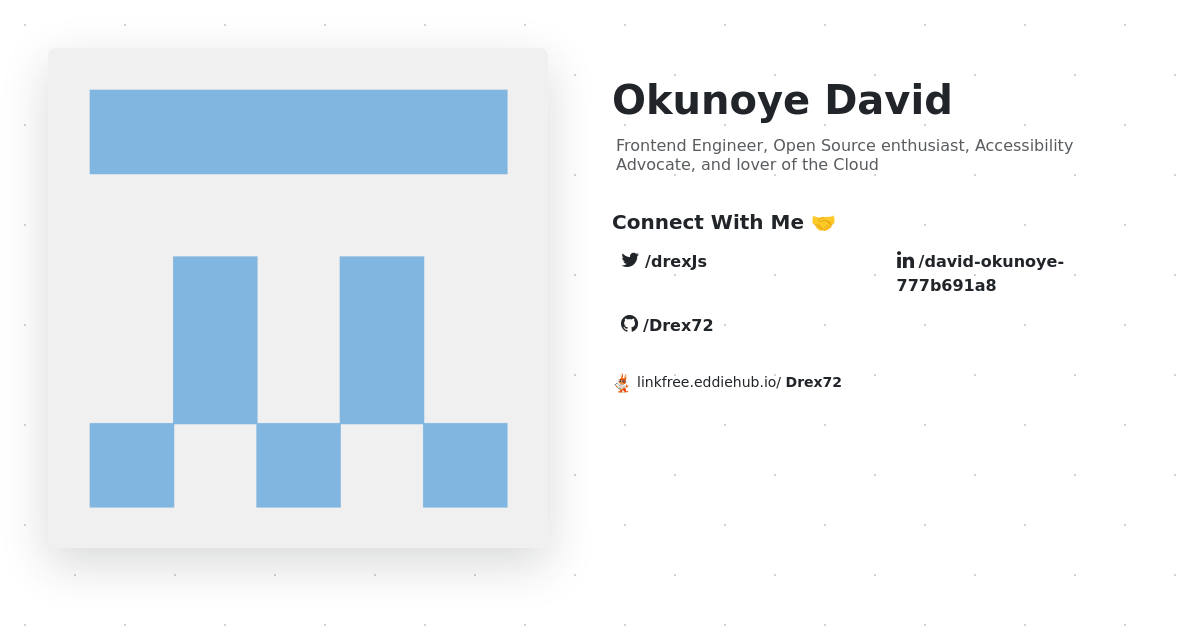 Okunoye David
Frontend Engineer, Open Source enthusiast, Accessibility
Advocate, and lover of the Cloud
Connect With Me 🤝
/drexJs
/david-okunoye-
777b691a8
/Drex72
linkfree.eddiehub.io/ Drex72